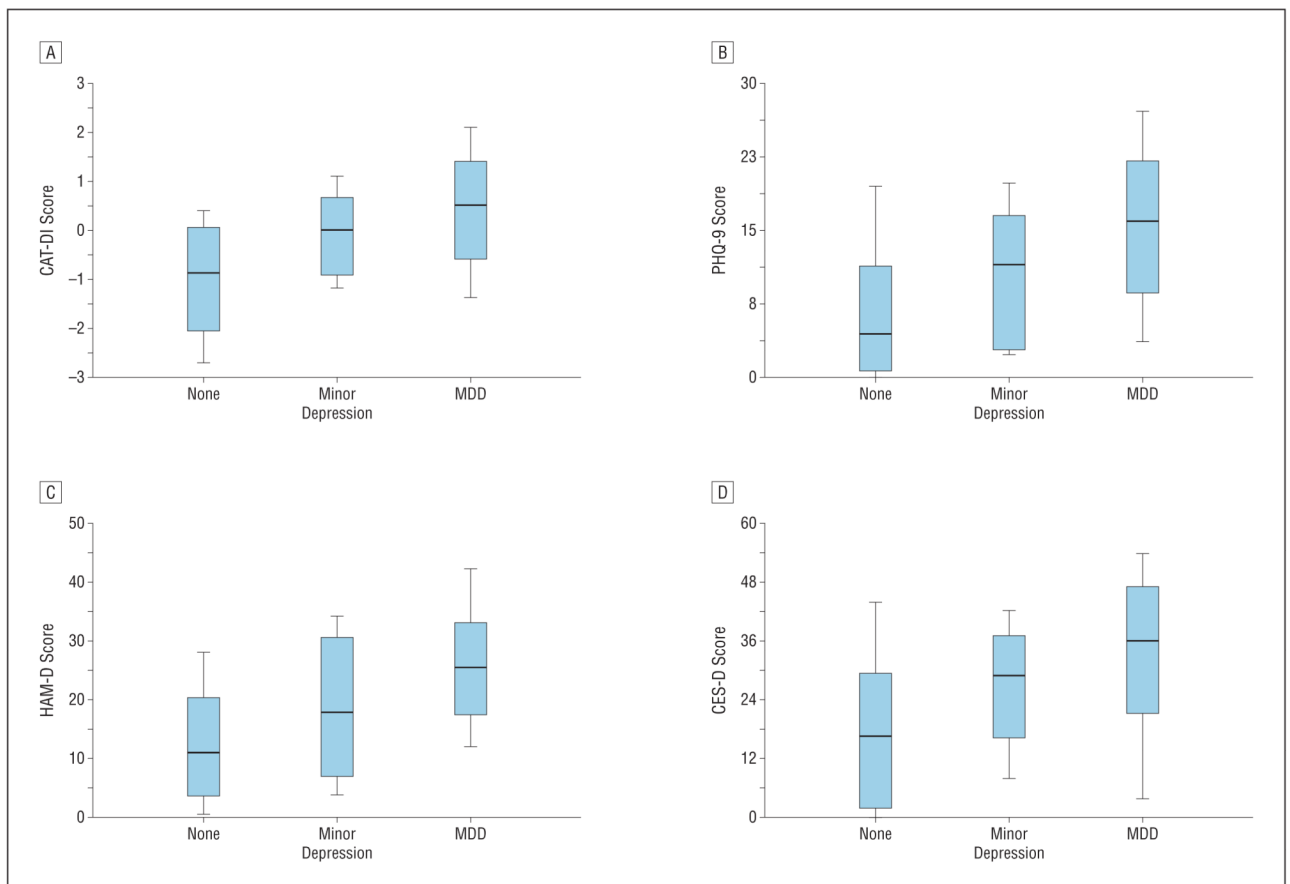 A
3
2
1
0
–1
–2
–3
CAT-DI Score
None
Minor
MDD
Depression
B
30
23
15
8
0
PHQ-9 Score
None
Minor
MDD
Depression
C
50
40
30
20
10
0
HAM-D Score
None
Minor
MDD
Depression
D
60
48
36
24
12
0
CES-D Score
None
Minor
MDD
Depression